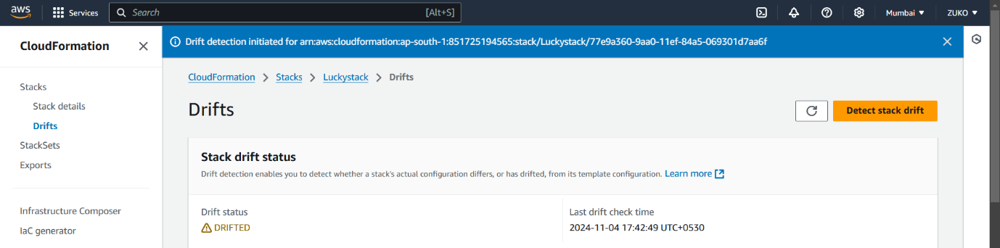 aws
Services
Search
[Alt+S]
Mumbai
ZUKO
CloudFormation
Stacks
Stack details
Drifts
StackSets
Exports
Infrastructure Composer
IaC generator
Drift detection initiated for arn:aws:cloudformation:ap-south-1:851725194565:stack/Luckystack/77e9a360-9aa0-11ef-84a5-069301d7aa6f
CloudFormation > Stacks > Luckystack > Drifts
Drifts
Detect stack drift
Stack drift status
Drift detection enables you to detect whether a stack's actual configuration differs, or has drifted, from its template configuration. Learn more
Drift status
DRIFTED
Last drift check time
2024-11-04 17:42:49 UTC+0530